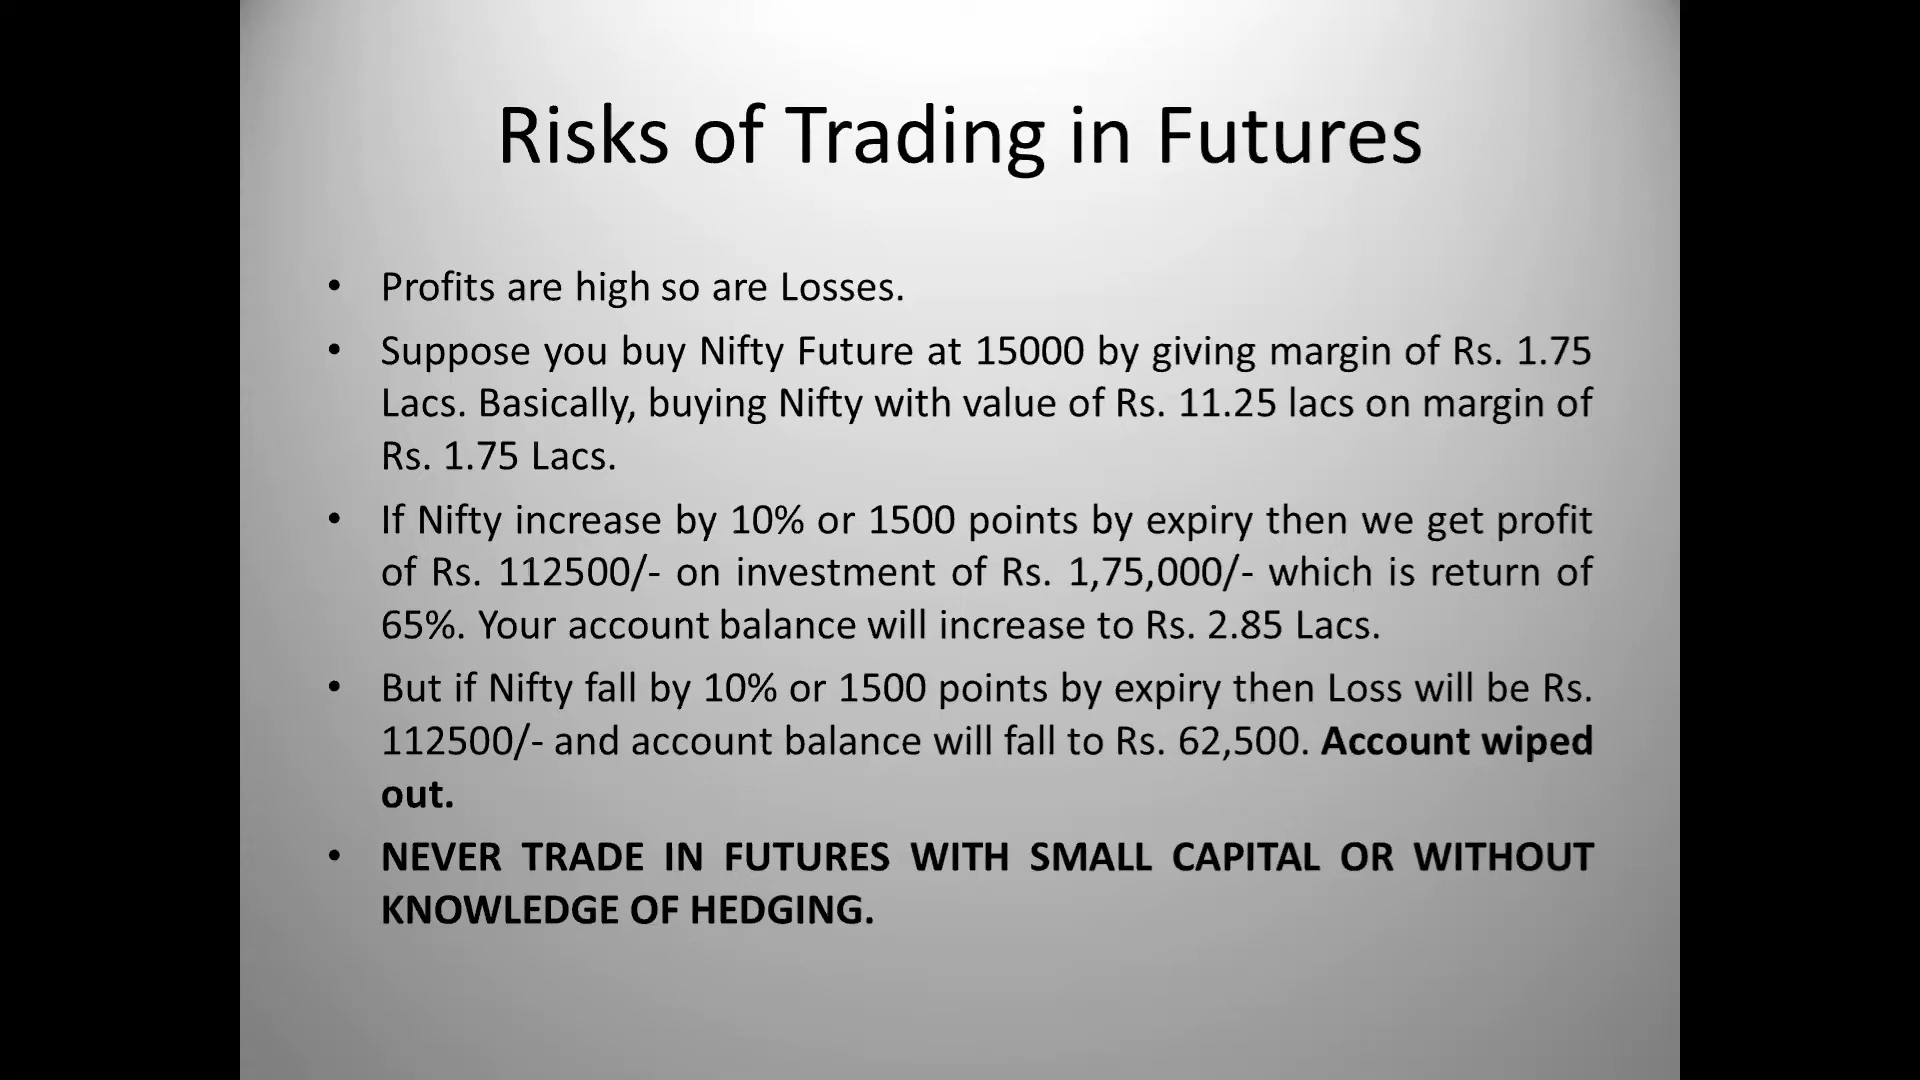 Risks of Trading in Futures
• Profits are high so are Losses.
• Suppose you buy Nifty Future at 15000 by giving margin of Rs. 1.75
Lacs. Basically, buying Nifty with value of Rs. 11.25 lacs on margin of
Rs. 1.75 Lacs.
• If Nifty increase by 10% or 1500 points by expiry then we get profit
of Rs. 112500/- on investment of Rs. 1,75,000/- which is return of
65%. Your account balance will increase to Rs. 2.85 Lacs.
• But if Nifty fall by 10% or 1500 points by expiry then Loss will be Rs.
112500/- and account balance will fall to Rs. 62,500. Account wiped
out.
• NEVER TRADE IN FUTURES WITH SMALL CAPITAL OR WITHOUT
KNOWLEDGE OF HEDGING.